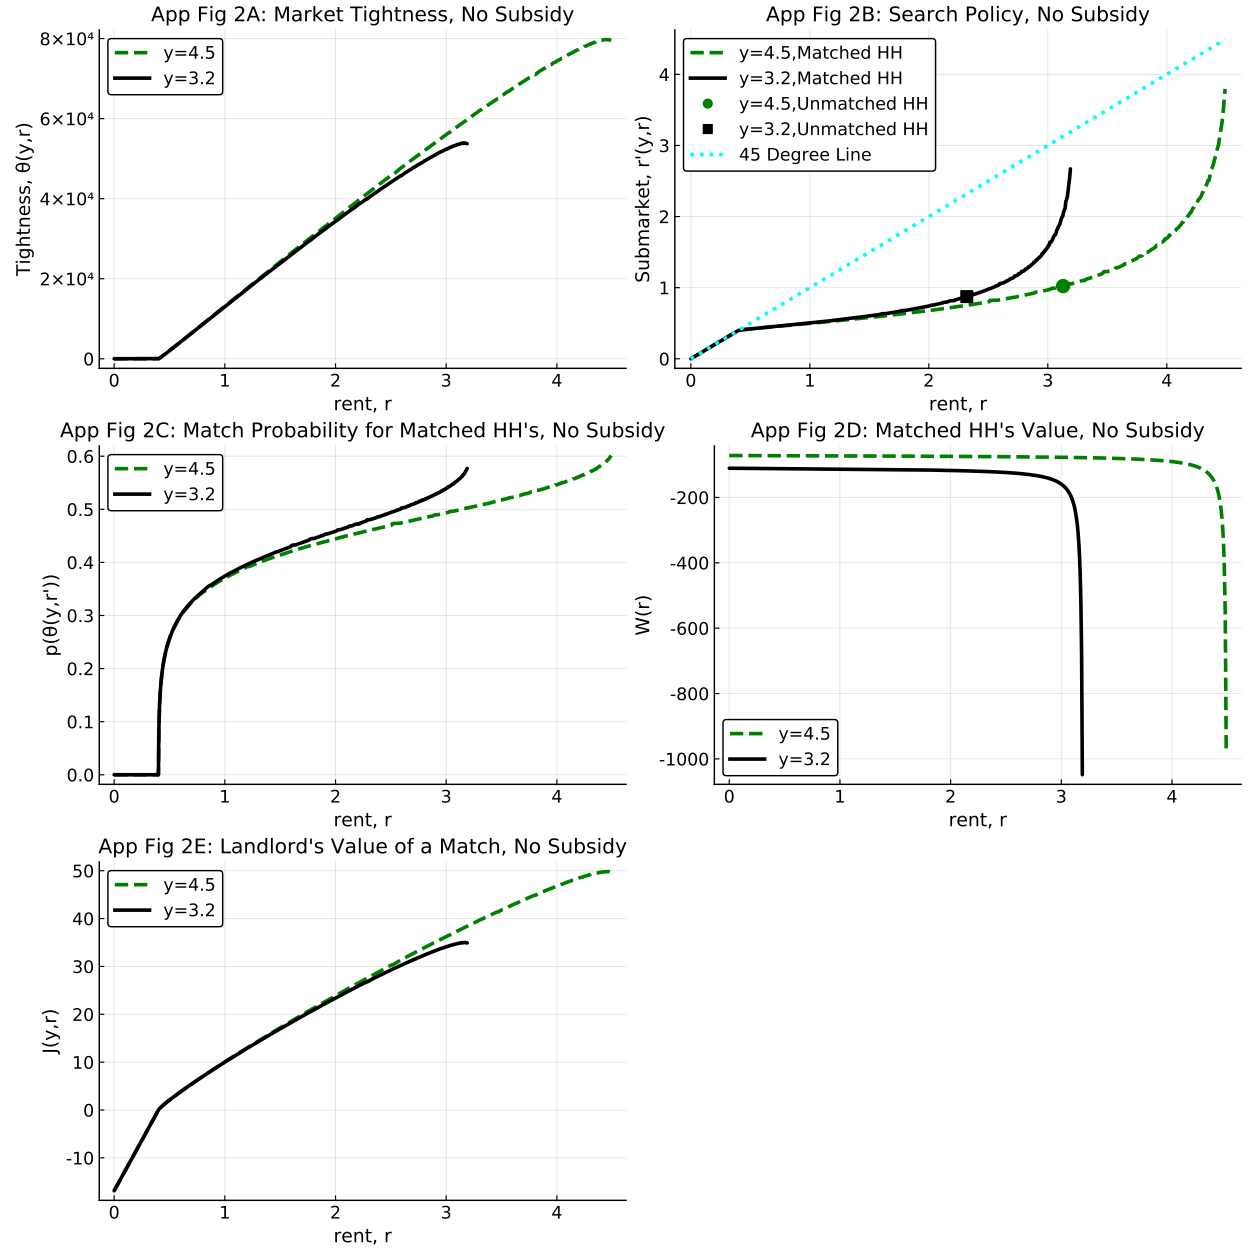 App Fig 2A: Market Tightness, No Subsidy
Tightness, θ(y,r)
8×10⁴
6×10⁴
4×10⁴
2×10⁴
0
y=4.5
y=3.2
0 1 2 3 4
rent, r
App Fig 2B: Search Policy, No Subsidy
Submarket, r'(y,r)
4
3
2
1
0
y=4.5,Matched HH
y=3.2,Matched HH
y=4.5,Unmatched HH
y=3.2,Unmatched HH
45 Degree Line
0 1 2 3 4
rent, r
App Fig 2C: Match Probability for Matched HH's, No Subsidy
p(θ(y,r'))
0.6
0.5
0.4
0.3
0.2
0.1
0.0
y=4.5
y=3.2
0 1 2 3 4
rent, r
App Fig 2D: Matched HH's Value, No Subsidy
W(r)
-200
-400
-600
-800
-1000
y=4.5
y=3.2
0 1 2 3 4
rent, r
App Fig 2E: Landlord's Value of a Match, No Subsidy
J(y,r)
50
40
30
20
10
0
-10
y=4.5
y=3.2
0 1 2 3 4
rent, r